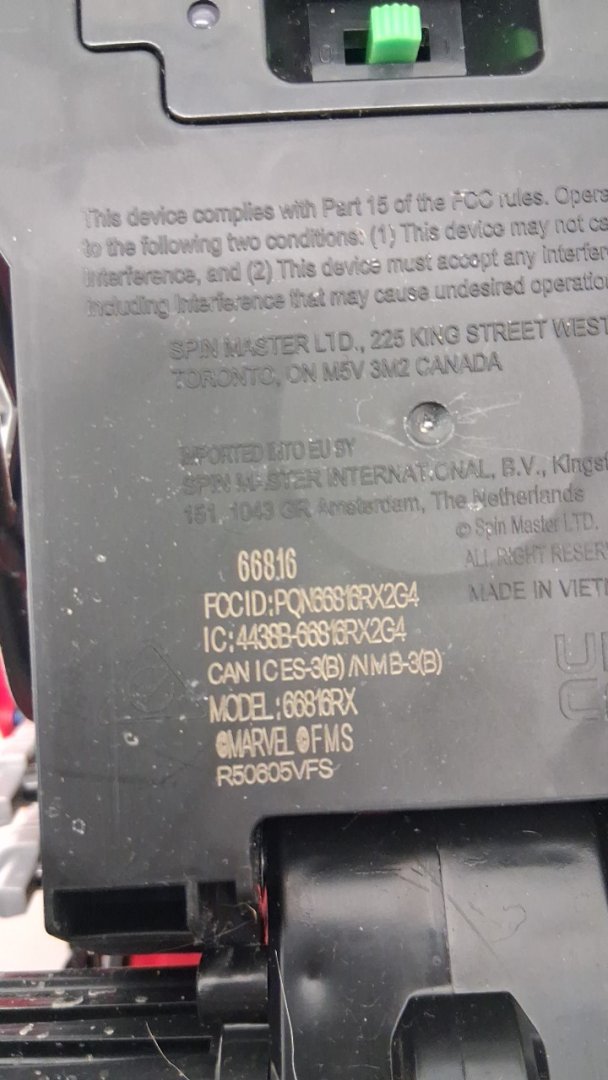 0
This device complies with Part 15 of the FCC rules. Opera
to the following two conditions: (1) This device may not ca
interference, and (2) This device must accept any interfer
including interference that may cause undesired operatio
SPIN MASTER LTD., 225 KING STREET WEST
TORONTO, ON M5V 3M2 CANADA
IMPORTED INTO EU BY
SPIN MASTER INTERNATIONAL, B.V., Kingsf
151, 1043 GR Amsterdam, The Netherlands
© Spin Master LTD.
ALL RIGHT RESER
MADE IN VIET
66816
FCC ID:PQN66816RX2G4
IC:4438B-66816RX2G4
CAN ICES-3(B)/NMB-3(B)
MODEL:66816RX
©MARVEL ©FMS
R50605VFS